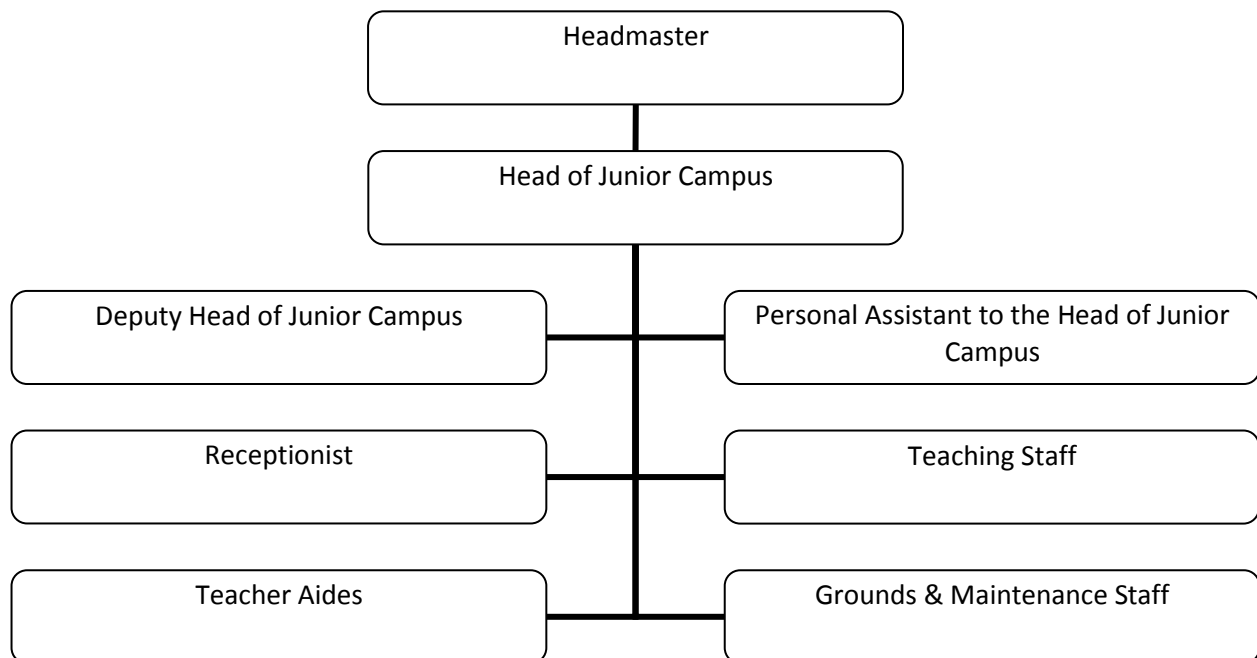 Headmaster
Head of Junior Campus
Deputy Head of Junior Campus
Personal Assistant to the Head of Junior
Campus
Receptionist
Teaching Staff
Teacher Aides
Grounds & Maintenance Staff